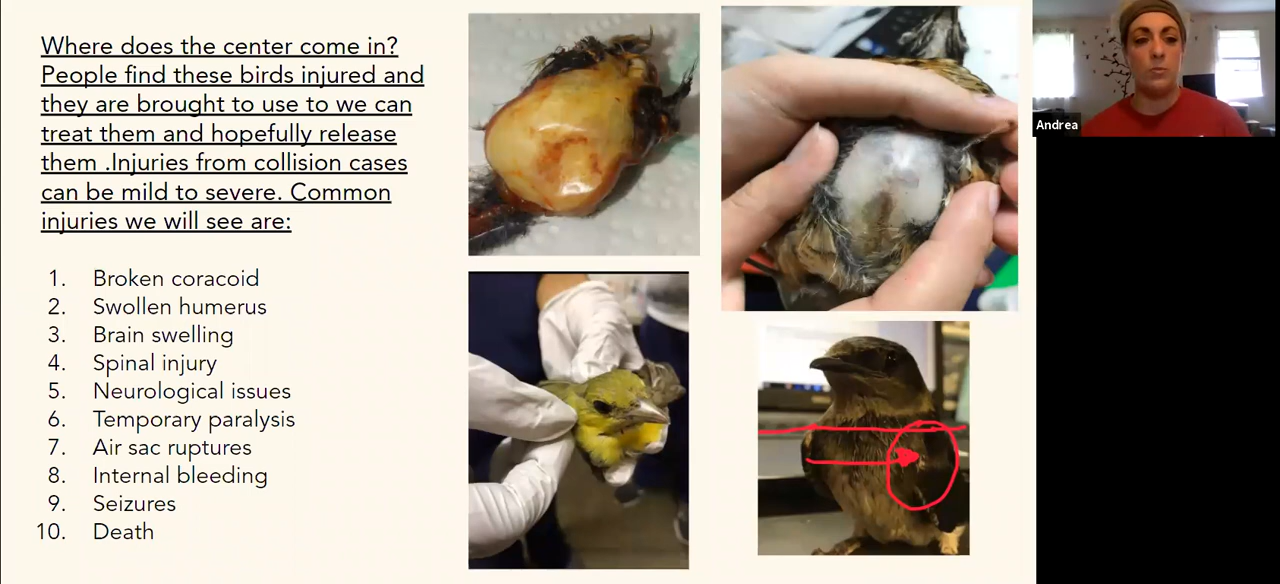 Where does the center come in?
People find these birds injured and
they are brought to use to we can
treat them and hopefully release
them .Injuries from collision cases
can be mild to severe. Common
injuries we will see are:
1. Broken coracoid
2. Swollen humerus
3. Brain swelling
4. Spinal injury
5. Neurological issues
6. Temporary paralysis
7. Air sac ruptures
8. Internal bleeding
9. Seizures
10. Death
Andrea